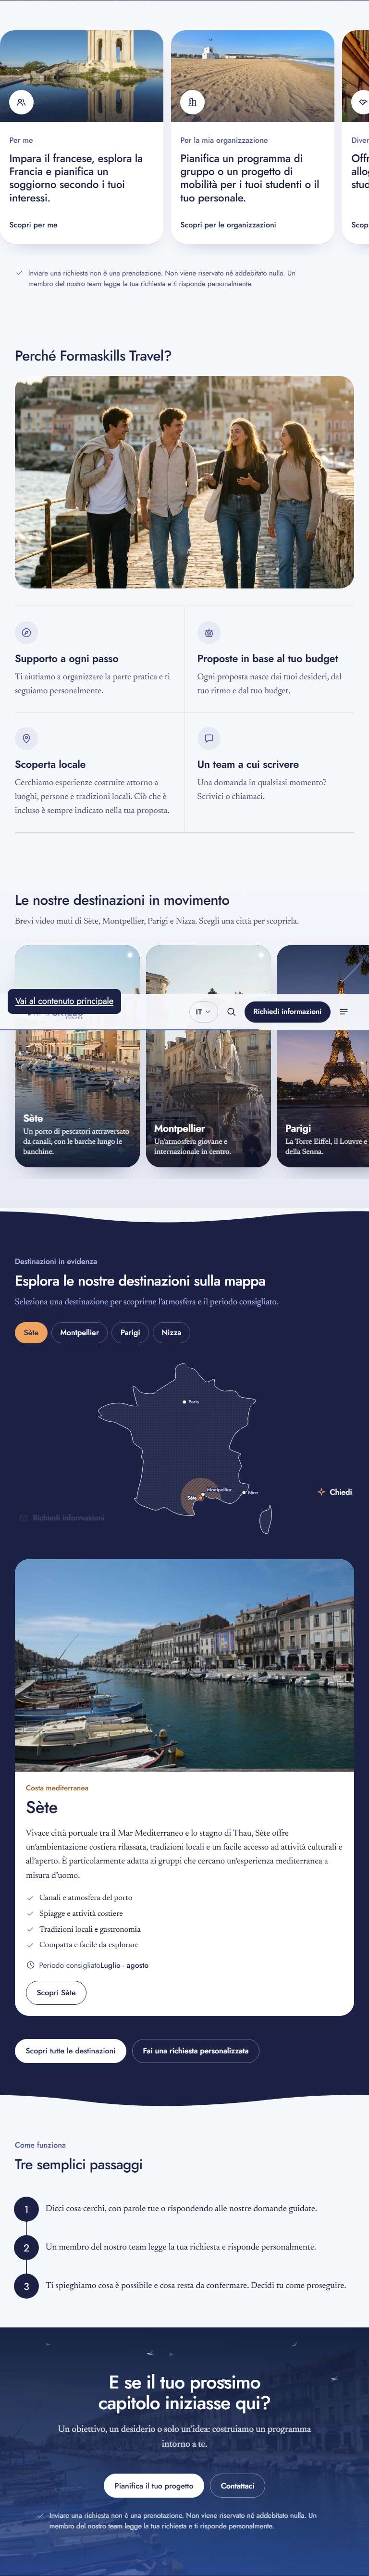 Per me
Impara il francese, esplora la
Francia e pianifica un
soggiorno secondo i tuoi
interessi.
Scopri per me
Per la mia organizzazione
Pianifica un programma di
gruppo o un progetto di
mobilità per i tuoi studenti o il
tuo personale.
Scopri per le organizzazioni
Inviare una richiesta non è una prenotazione. Non viene riservato né addebitato nulla. Un
membro del nostro team legge la tua richiesta e ti risponde personalmente.
Perché Formaskills Travel?
Supporto a ogni passo
Ti aiutiamo a organizzare la parte pratica e ti
seguiamo personalmente.
Proposte in base al tuo budget
Ogni proposta nasce dai tuoi desideri, dal
tuo ritmo e dal tuo budget.
Scoperta locale
Cerchiamo esperienze costruite attorno a
luoghi, persone e tradizioni locali. Ciò che è
incluso è sempre indicato nella tua proposta.
Un team a cui scrivere
Una domanda in qualsiasi momento?
Scrivici o chiamaci.
Le nostre destinazioni in movimento
Brevi video muti di Sète, Montpellier, Parigi e Nizza. Scegli una città per scoprirla.
Vai al contenuto principale
TRAVEL
IT
Richiedi informazioni
Sète
Un porto di pescatori attraversato
da canali, con le barche lungo le
banchine.
Montpellier
Un'atmosfera giovane e
internazionale in centro.
Parigi
La Torre Eiffel, il Louvre e
della Senna.
Destinazioni in evidenza
Esplora le nostre destinazioni sulla mappa
Seleziona una destinazione per scoprirne l'atmosfera e il periodo consigliato.
Sète
Montpellier
Parigi
Nizza
Paris
Montpellier
Sète
Nice
Chiedi
Richiedi informazioni
Costa mediterranea
Sète
Vivace città portuale tra il Mar Mediterraneo e lo stagno di Thau, Sète offre
un'ambientazione costiera rilassata, tradizioni locali e un facile accesso ad attività culturali e
all'aperto. È particolarmente adatta ai gruppi che cercano un'esperienza mediterranea a
misura d'uomo.
Canali e atmosfera del porto
Spiagge e attività costiere
Tradizioni locali e gastronomia
Compatta e facile da esplorare
Periodo consigliatoLuglio - agosto
Scopri Sète
Scopri tutte le destinazioni
Fai una richiesta personalizzata
Come funziona
Tre semplici passaggi
1 Dicci cosa cerchi, con parole tue o rispondendo alle nostre domande guidate.
2 Un membro del nostro team legge la tua richiesta e risponde personalmente.
3 Ti spieghiamo cosa è possibile e cosa resta da confermare. Decidi tu come proseguire.
E se il tuo prossimo
capitolo iniziasse qui?
Un obiettivo, un desiderio o solo un'idea: costruiamo un programma
intorno a te.
Pianifica il tuo progetto
Contattaci
Inviare una richiesta non è una prenotazione. Non viene riservato né addebitato nulla. Un
membro del nostro team legge la tua richiesta e ti risponde personalmente.